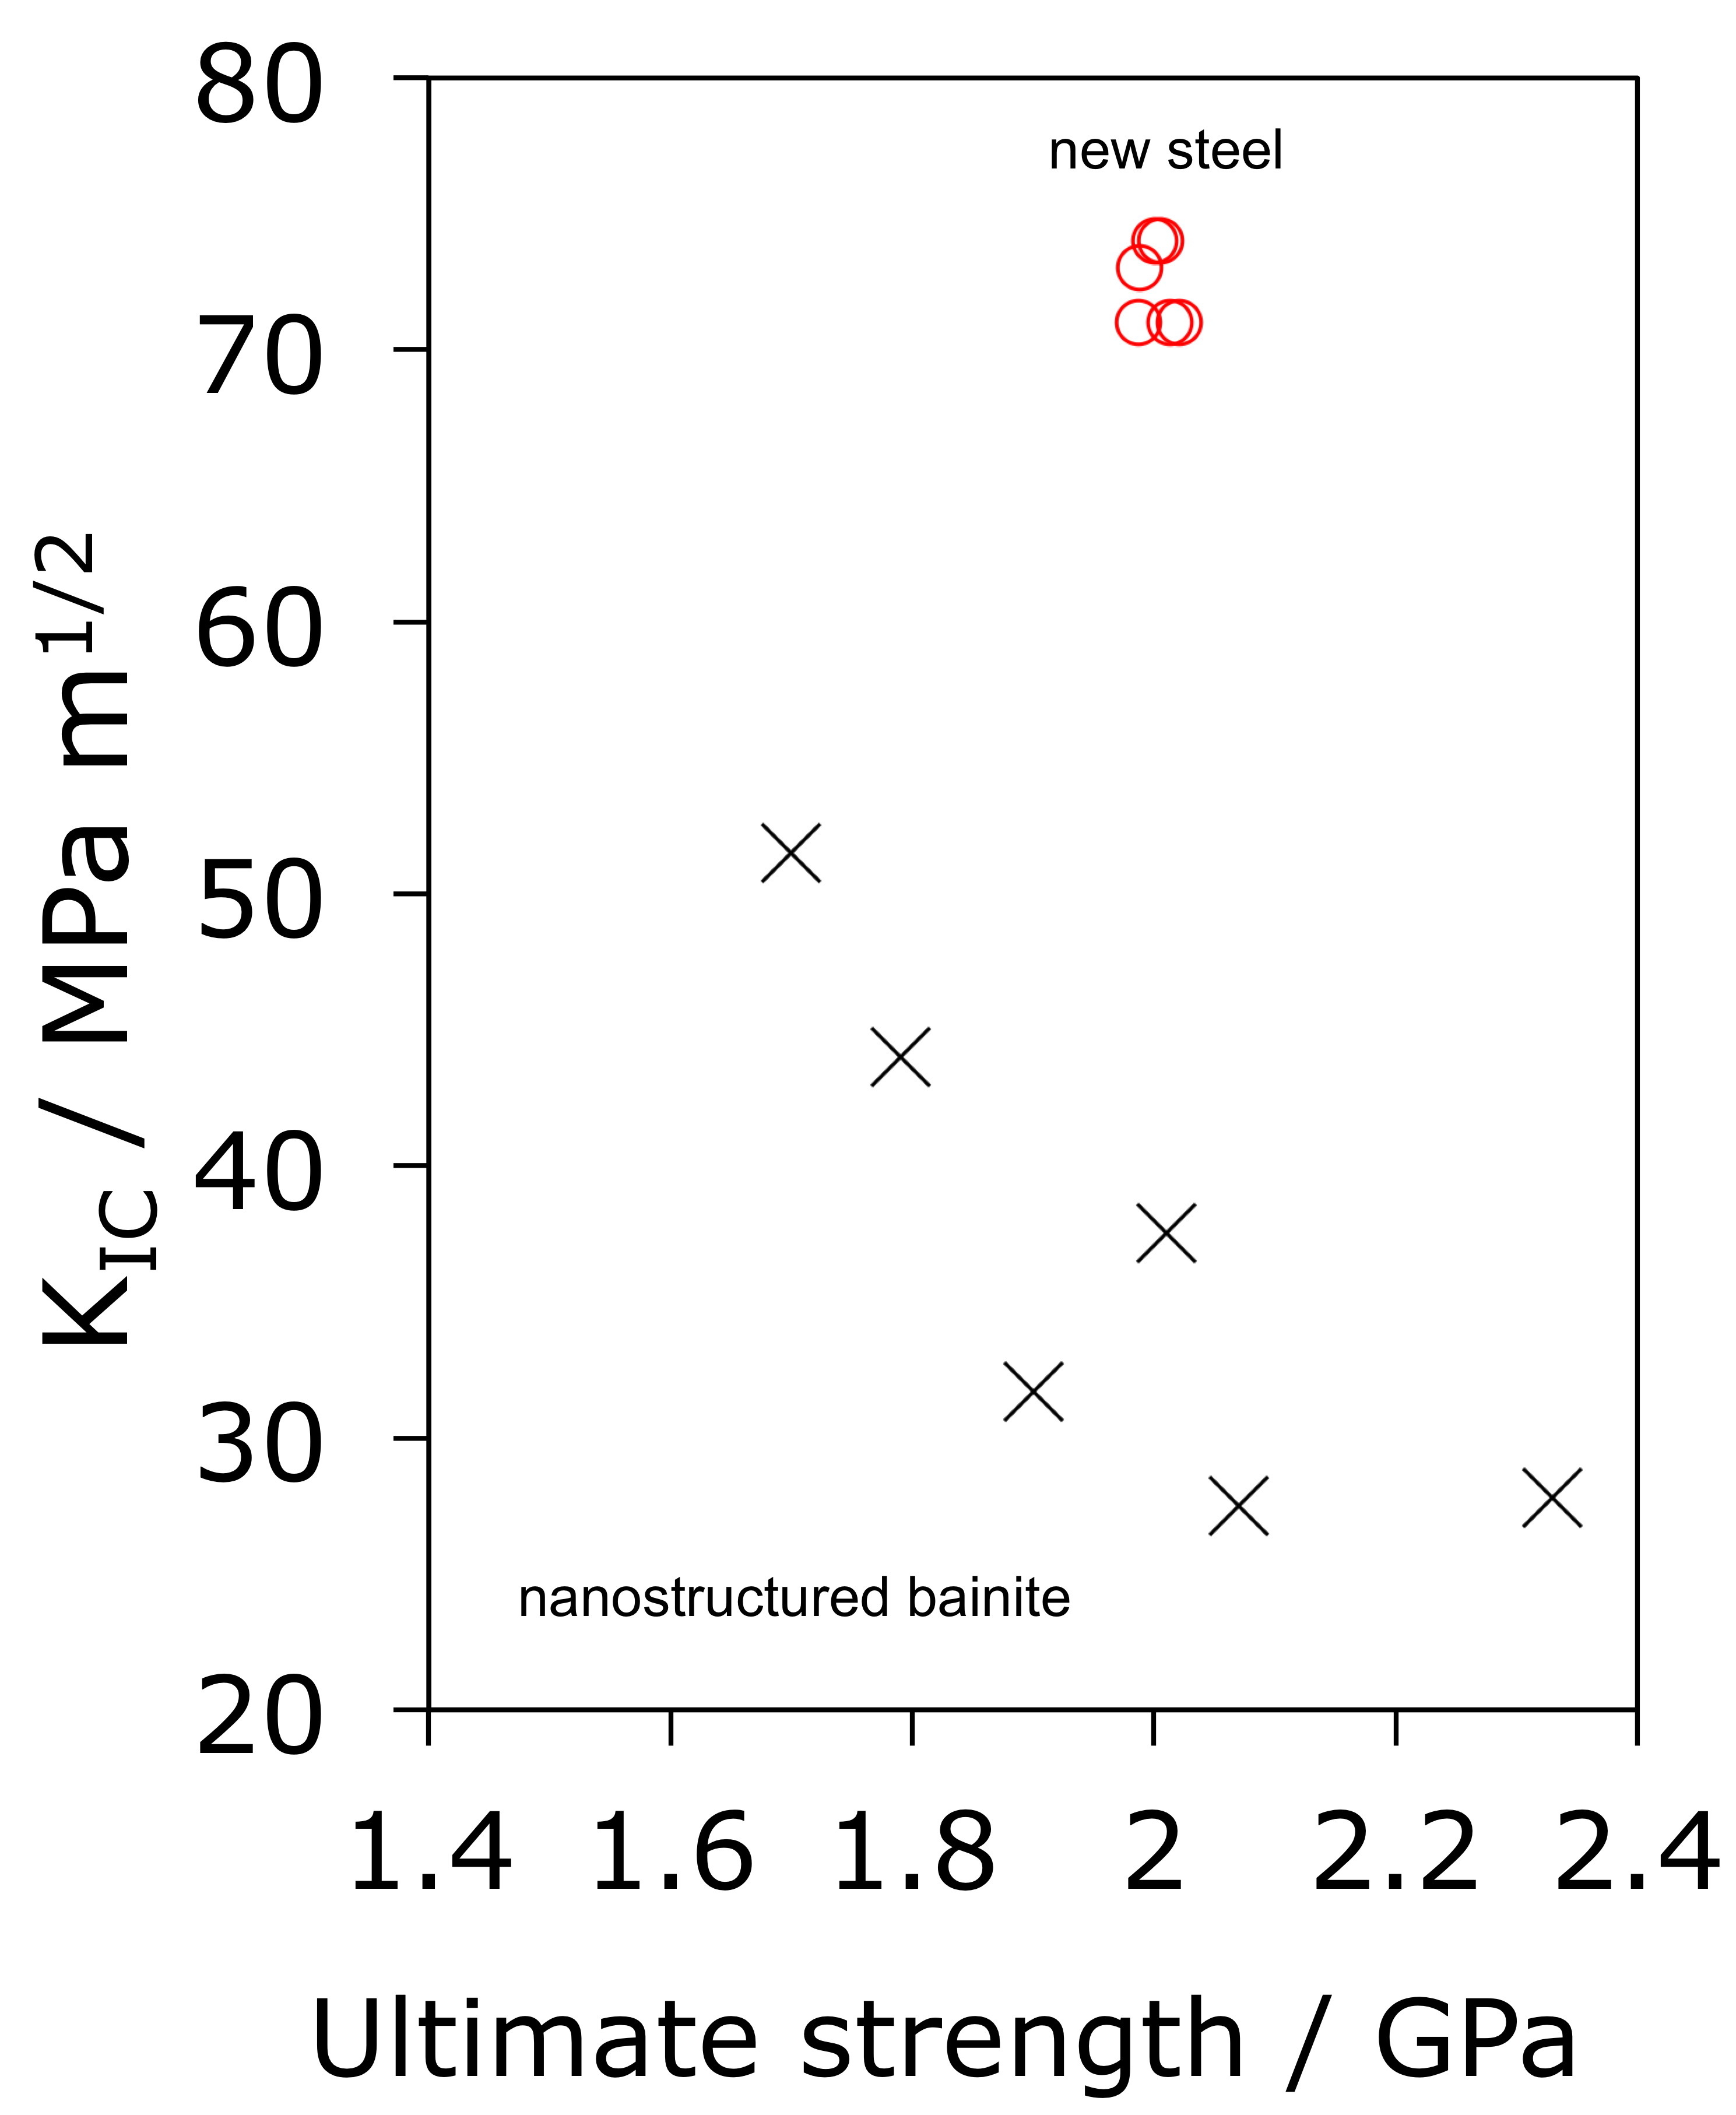 80
new steel
70
60
50
40
30
nanostructured bainite
20
1.4 1.6 1.8 2 2.2 2.4
Ultimate strength / GPa
K_IC / MPa m^1/2